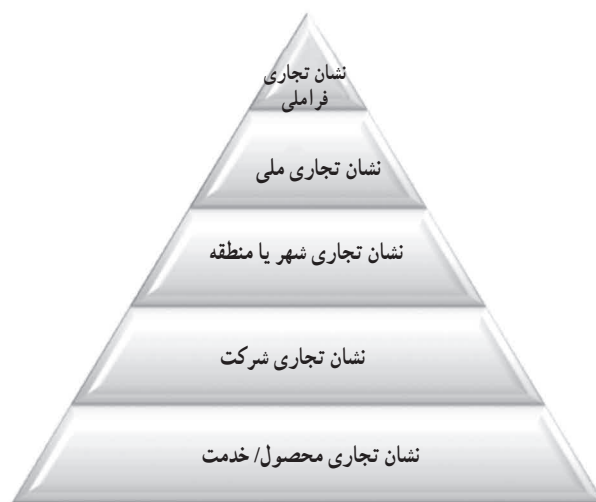 نشان تجاری
فراملی
نشان تجاری ملی
نشان تجاری شهر یا منطقه
نشان تجاری شرکت
نشان تجاری محصول/ خدمت